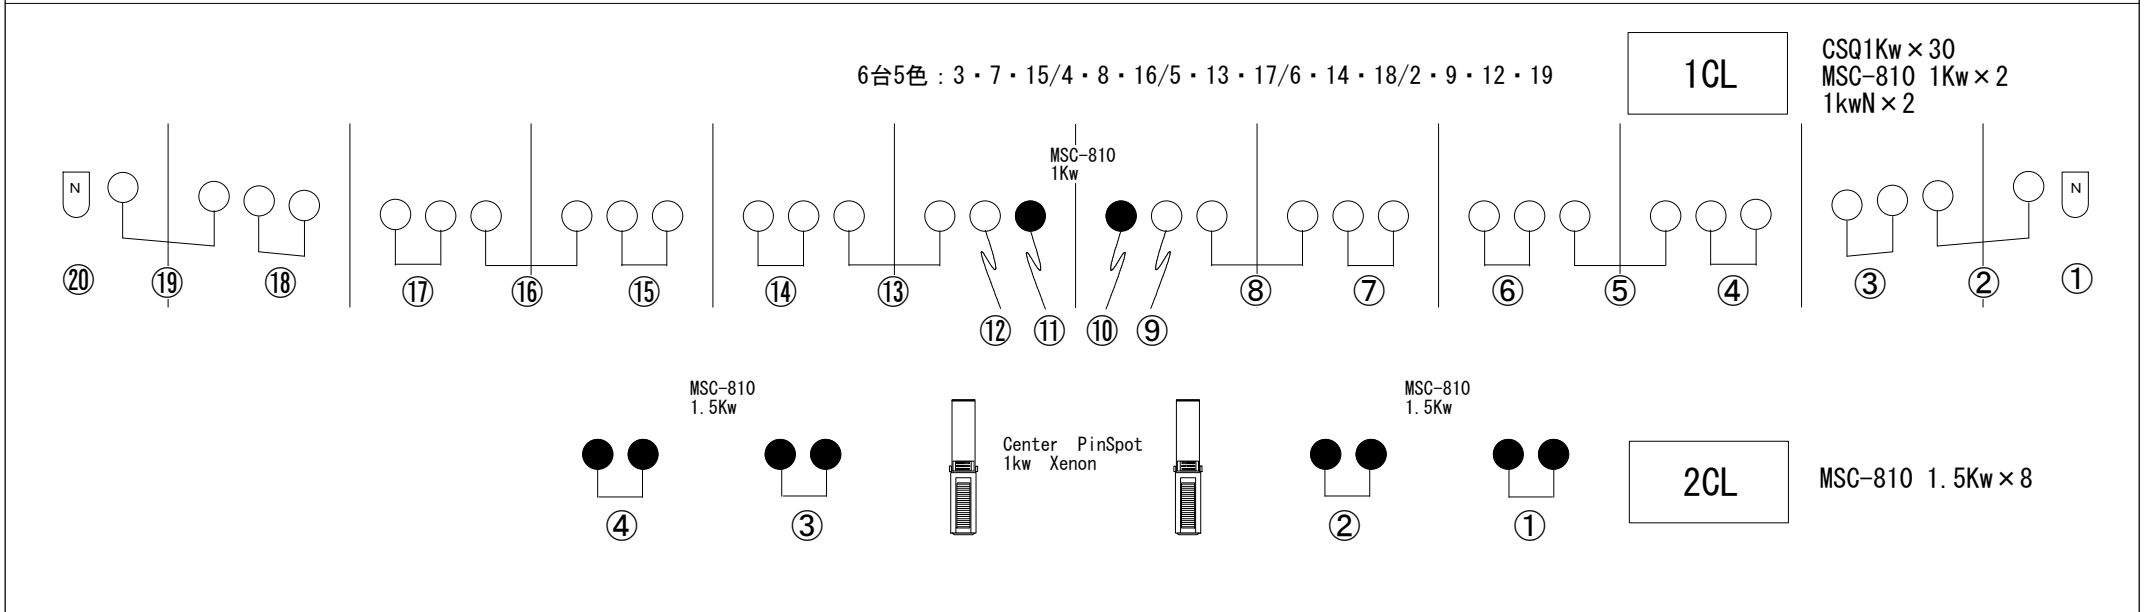 6台5色：3・7・15/4・8・16/5・13・17/6・14・18/2・9・12・19
1CL
CSQ1Kw×30
MSC-810 1Kw×2
1kwN×2
MSC-810
1Kw
N
N
⑳ ⑲ ⑱ ⑰ ⑯ ⑮ ⑭ ⑬ ⑧ ⑦ ⑥ ⑤ ④ ③ ② ①
⑫ ⑪ ⑩ ⑨
MSC-810
1.5Kw
MSC-810
1.5Kw
Center PinSpot
1kw Xenon
2CL
MSC-810 1.5Kw×8
④ ③ ② ①